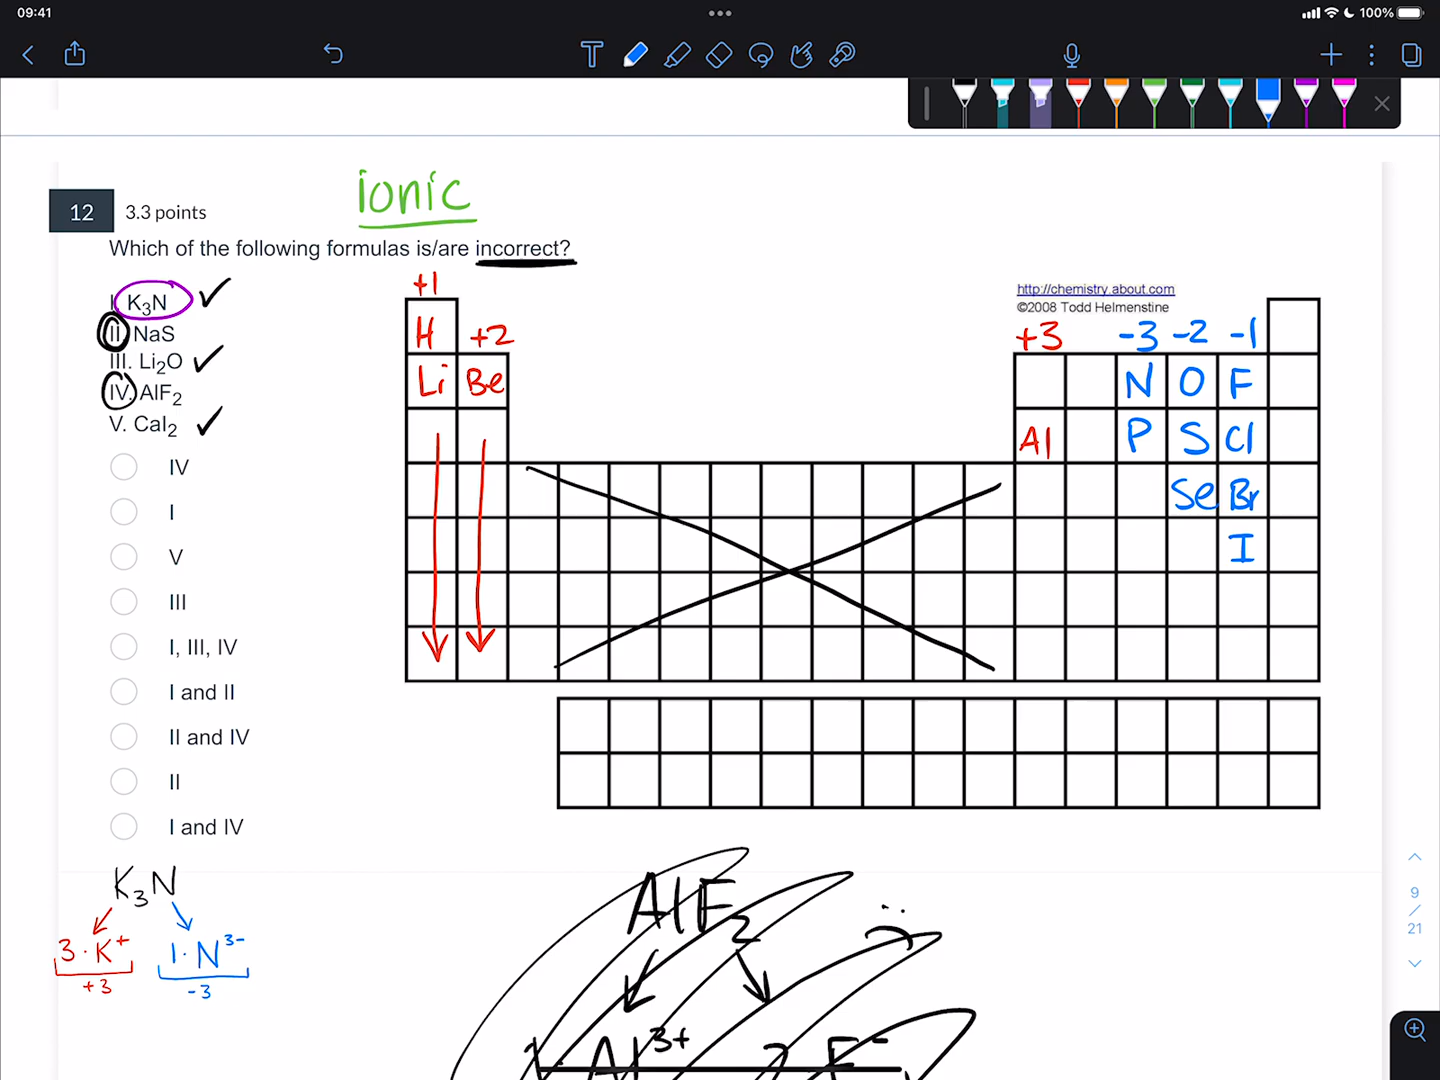 09:41
100%
T
12
3.3 points
ionic
Which of the following formulas is/are incorrect?
I. K₃N
II. NaS
III. Li₂O
IV. AlF₂
V. CaI₂
IV
I
V
III
I, III, IV
I and II
II and IV
II
I and IV
+1
http://chemistry.about.com
©2008 Todd Helmenstine
H +2 +3 -3 -2 -1
Li Be N O F
Al P S Cl
Se Br
I
K₃N
3·K⁺ 1·N³⁻
+3 -3
AlF₂
Al³⁺ 2 F⁻
9
/
21